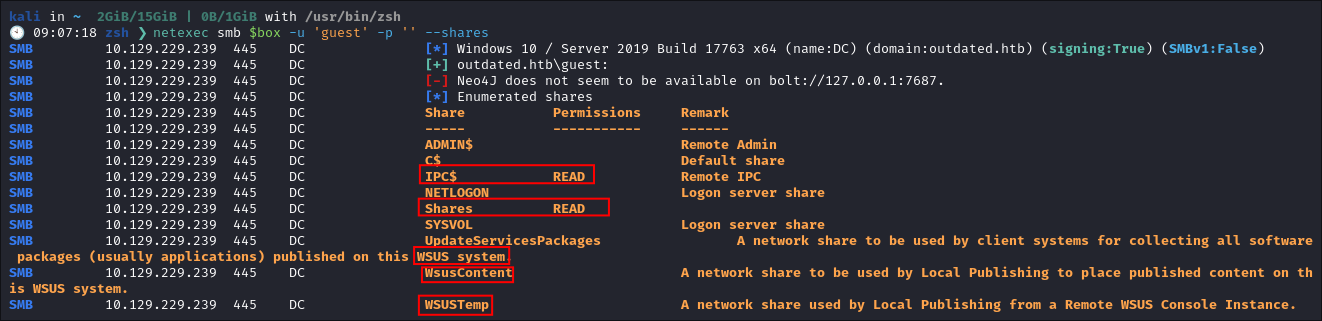 kali in ~ 2GiB/15GiB | 0B/1GiB with /usr/bin/zsh
09:07:18 zsh ❯ netexec smb $box -u 'guest' -p '' --shares
SMB 10.129.229.239 445 DC [*] Windows 10 / Server 2019 Build 17763 x64 (name:DC) (domain:outdated.htb) (signing:True) (SMBv1:False)
SMB 10.129.229.239 445 DC [+] outdated.htb\guest:
SMB 10.129.229.239 445 DC [-] Neo4J does not seem to be available on bolt://127.0.0.1:7687.
SMB 10.129.229.239 445 DC [*] Enumerated shares
SMB 10.129.229.239 445 DC Share Permissions Remark
SMB 10.129.229.239 445 DC ----- ----------- ------
SMB 10.129.229.239 445 DC ADMIN$ Remote Admin
SMB 10.129.229.239 445 DC C$ Default share
SMB 10.129.229.239 445 DC IPC$ READ Remote IPC
SMB 10.129.229.239 445 DC NETLOGON Logon server share
SMB 10.129.229.239 445 DC Shares READ
SMB 10.129.229.239 445 DC SYSVOL Logon server share
SMB 10.129.229.239 445 DC UpdateServicesPackages A network share to be used by client systems for collecting all software
packages (usually applications) published on this WSUS system.
SMB 10.129.229.239 445 DC WsusContent A network share to be used by Local Publishing to place published content on th
is WSUS system.
SMB 10.129.229.239 445 DC WSUSTemp A network share used by Local Publishing from a Remote WSUS Console Instance.